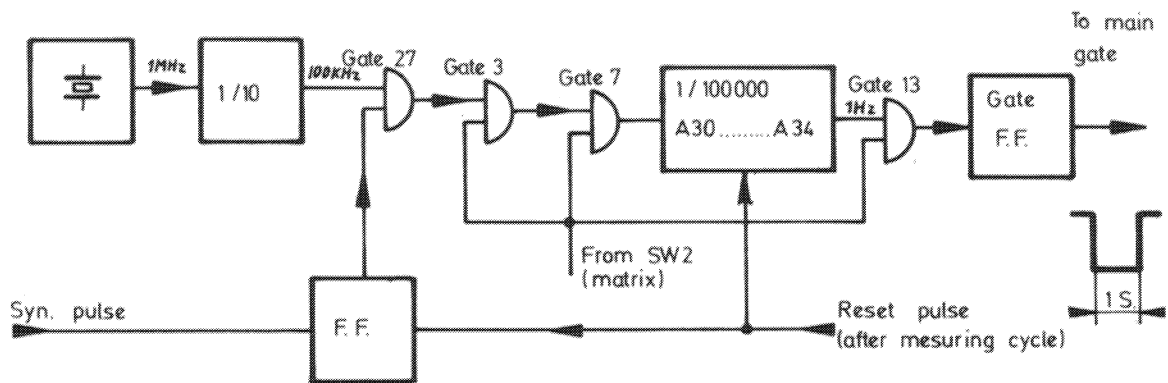 To main
gate
1MHz
1/10
100KHz
Gate 27
Gate 3
Gate 7
1/100000
A30.........A34
1Hz
Gate 13
Gate
F.F.
From SW2
(matrix)
1 S.
Syn. pulse
F.F.
Reset pulse
(after mesuring cycle)